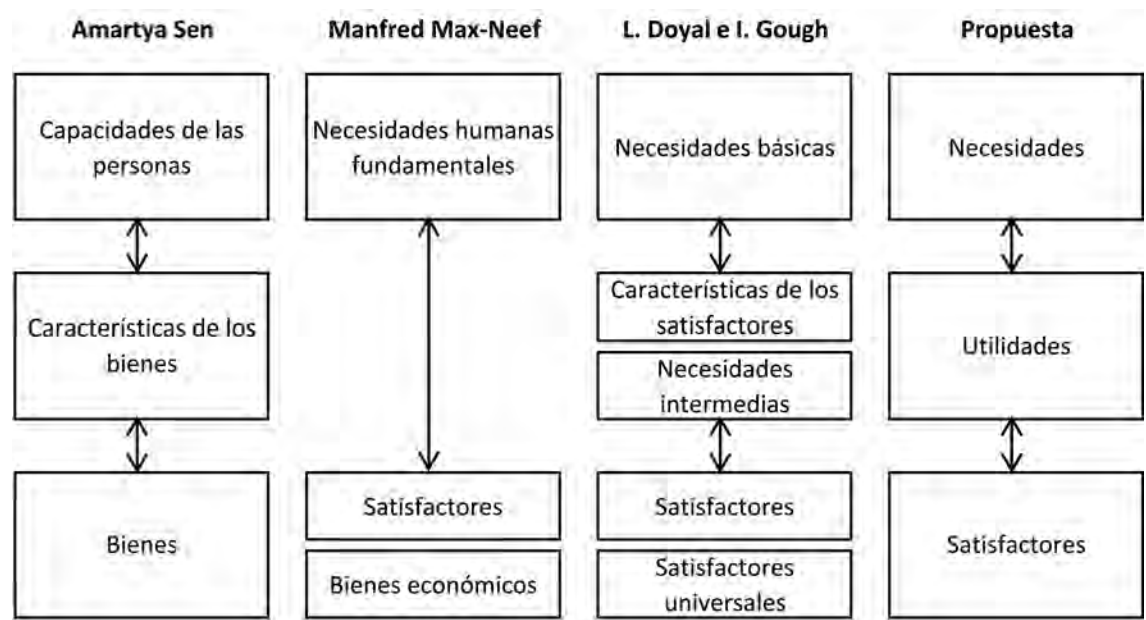 Amartya Sen
Manfred Max-Neef
L. Doyal e I. Gough
Propuesta
Capacidades de las
personas
Necesidades humanas
fundamentales
Necesidades básicas
Necesidades
Características de los
bienes
Características de los
satisfactores
Necesidades
intermedias
Utilidades
Bienes
Satisfactores
Bienes económicos
Satisfactores
Satisfactores
universales
Satisfactores